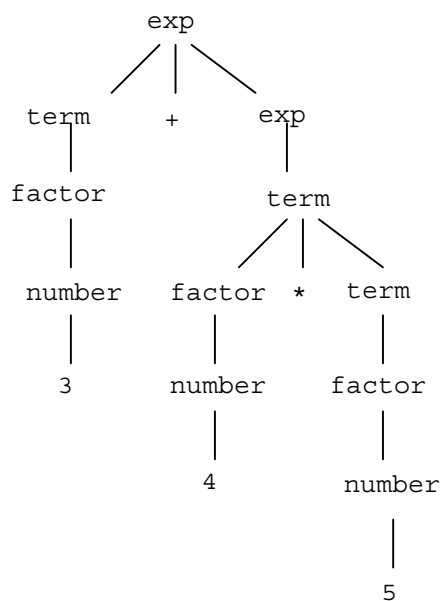 exp
term + exp
factor term
number factor * term
3 number factor
4 number
5